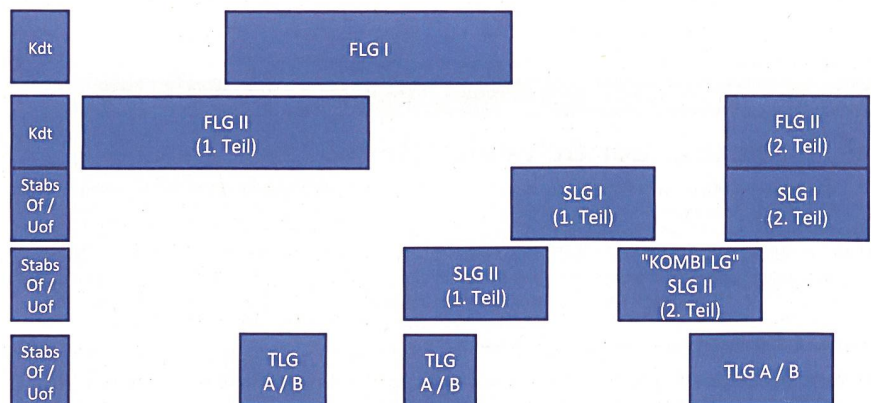 Kdt
FLG I
Kdt
FLG II
(1. Teil)
FLG II
(2. Teil)
Stabs
Of /
Uof
SLG I
(1. Teil)
SLG I
(2. Teil)
Stabs
Of /
Uof
SLG II
(1. Teil)
"KOMBI LG"
SLG II
(2. Teil)
Stabs
Of /
Uof
TLG
A / B
TLG
A / B
TLG A / B